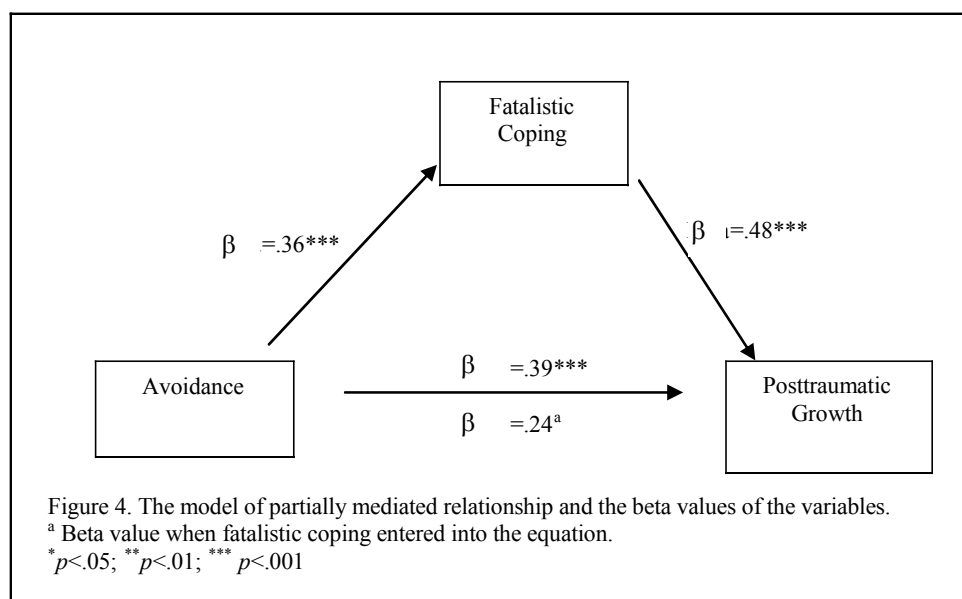 Fatalistic
Coping
β =.36***
β =.48***
Avoidance
β =.39***
β =.24ᵃ
Posttraumatic
Growth
Figure 4. The model of partially mediated relationship and the beta values of the variables.
ᵃ Beta value when fatalistic coping entered into the equation.
*p<.05; **p<.01; *** p<.001